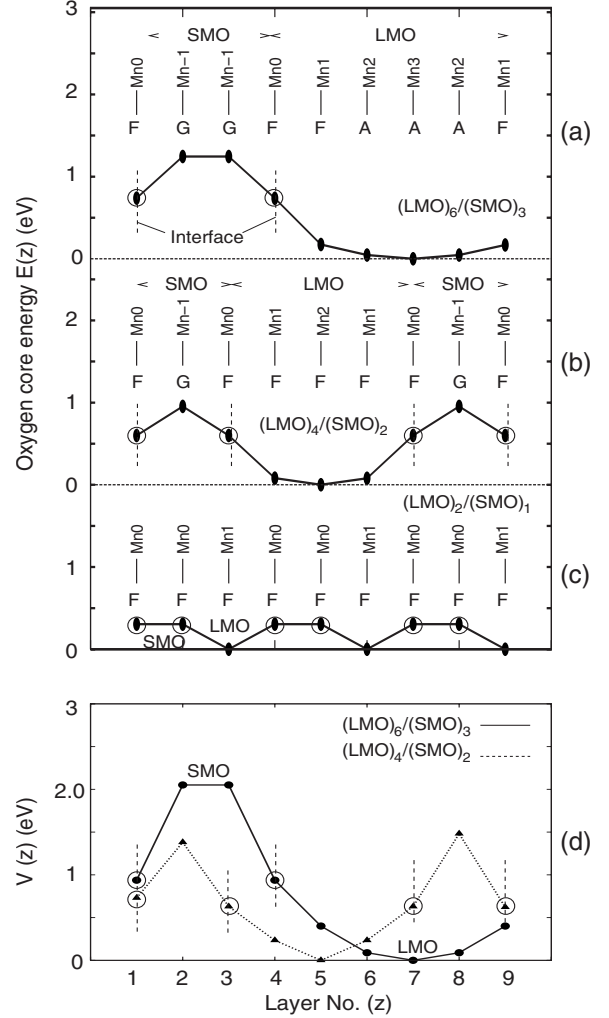 3
< SMO >< LMO >
Mn0 Mn−1 Mn−1 Mn0 Mn1 Mn2 Mn3 Mn2 Mn1
2
F G G F F A A A F
(a)
1
(LMO)6/(SMO)3
Interface
0
< SMO >< LMO >< SMO >
Mn0 Mn−1 Mn0 Mn1 Mn2 Mn1 Mn0 Mn−1 Mn0
2
F G F F F F F G F
(b)
1
(LMO)4/(SMO)2
0
(LMO)2/(SMO)1
Mn0 Mn0 Mn1 Mn0 Mn0 Mn1 Mn0 Mn0 Mn1
1
F F F F F F F F F
(c)
SMO LMO
0
Oxygen core energy E(z) (eV)
3
(LMO)6/(SMO)3
(LMO)4/(SMO)2
SMO
2.0
(d)
1
LMO
0
V (z) (eV)
1 2 3 4 5 6 7 8 9
Layer No. (z)